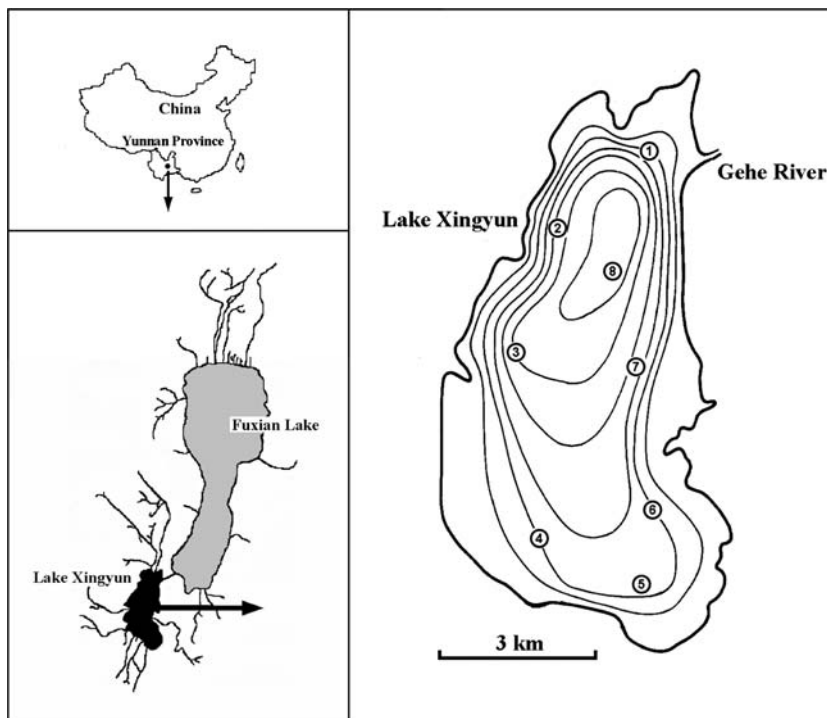 China
Yunnan Province
Fuxian Lake
Lake Xingyun
Lake Xingyun
Gehe River
1
2
8
3
7
6
4
5
3 km